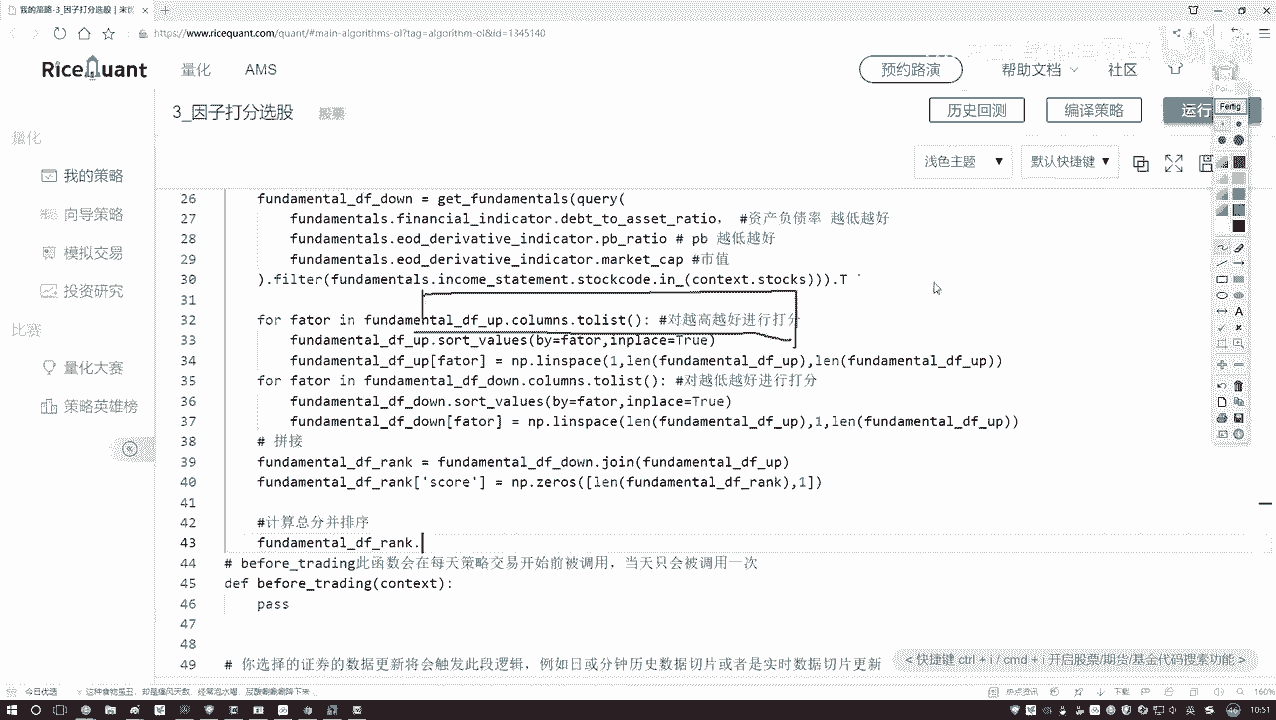 我的策略-3_因子打分选股
https://www.ricequant.com/quant/#main-algorithms-ol?tag=algorithm-ol&id=1345140
RiceQuant 量化 AMS 预约路演 帮助文档 社区
3_因子打分选股 股票 历史回测 编译策略 运行 Fertig
量化
浅色主题 ▼ 默认快捷键 ▼
我的策略
向导策略
模拟交易
投资研究
比赛
量化大赛
策略英雄榜
26 fundamental_df_down = get_fundamentals(query(
27 fundamentals.financial_indicator.debt_to_asset_ratio, #资产负债率 越低越好
28 fundamentals.eod_derivative_indicator.pb_ratio # pb 越低越好
29 fundamentals.eod_derivative_indicator.market_cap #市值
30 ).filter(fundamentals.income_statement.stockcode.in_(context.stocks))).T
31
32 for fator in fundamental_df_up.columns.tolist(): #对越高越好进行打分
33 fundamental_df_up.sort_values(by=fator,inplace=True)
34 fundamental_df_up[fator] = np.linspace(1,len(fundamental_df_up),len(fundamental_df_up))
35 for fator in fundamental_df_down.columns.tolist(): #对越低越好进行打分
36 fundamental_df_down.sort_values(by=fator,inplace=True)
37 fundamental_df_down[fator] = np.linspace(len(fundamental_df_up),1,len(fundamental_df_up))
38 # 拼接
39 fundamental_df_rank = fundamental_df_down.join(fundamental_df_up)
40 fundamental_df_rank['score'] = np.zeros([len(fundamental_df_rank),1])
41
42 #计算总分并排序
43 fundamental_df_rank.
44 # before_trading此函数会在每天策略交易开始前被调用，当天只会被调用一次
45 def before_trading(context):
46 pass
47
48
49 # 你选择的证券的数据更新将会触发此段逻辑，例如日或分钟历史数据切片或者是实时数据切片更新
< 快捷键 ctrl + i / cmd + i 开启股票/期货/基金代码搜索功能 >
今日优选 热点资讯 下载 160%
英 10:51